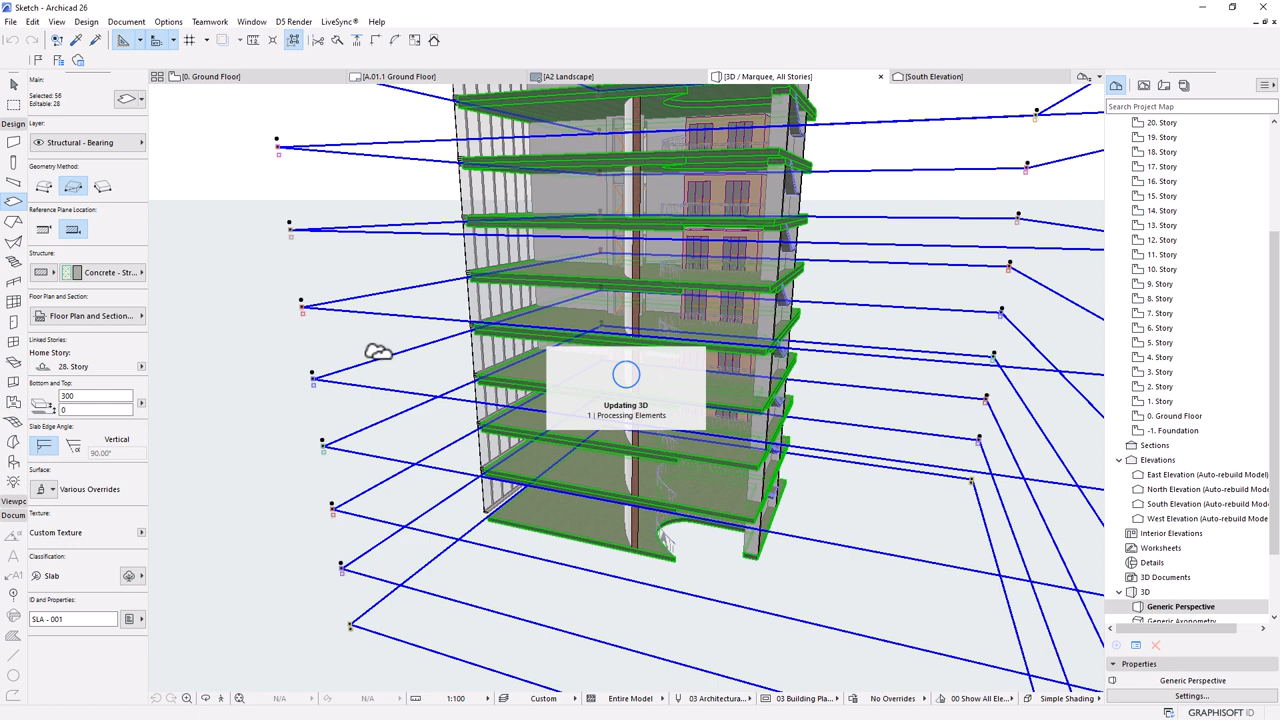 Sketch - Archicad 26
File Edit View Design Document Options Teamwork Window D5 Render LiveSync® Help
[0. Ground Floor]
[A.01.1 Ground Floor]
[A2 Landscape]
[3D / Marquee, All Stories]
[South Elevation]
Main:
Selected: 56
Editable: 28
Design
Layer:
Structural - Bearing
Geometry Method:
Reference Plane Location:
Structure:
Concrete - Str...
Floor Plan and Section:
Floor Plan and Section...
Linked Stories:
Home Story:
28. Story
Bottom and Top:
300
0
Slab Edge Angle:
Vertical
90.00°
Surface:
Various Overrides
Viewpc
Docum
Texture:
Custom Texture
Classification:
Slab
ID and Properties:
SLA - 001
Updating 3D
1 | Processing Elements
Search Project Map
20. Story
19. Story
18. Story
17. Story
16. Story
15. Story
14. Story
13. Story
12. Story
11. Story
10. Story
9. Story
8. Story
7. Story
6. Story
5. Story
4. Story
3. Story
2. Story
1. Story
0. Ground Floor
-1. Foundation
Sections
Elevations
East Elevation (Auto-rebuild Model)
North Elevation (Auto-rebuild Mode
South Elevation (Auto-rebuild Mode
West Elevation (Auto-rebuild Mode
Interior Elevations
Worksheets
Details
3D Documents
3D
Generic Perspective
Generic Axonometry
Properties
Generic Perspective
Settings...
N/A
N/A
1:100
Custom
Entire Model
03 Architectura...
03 Building Pla...
No Overrides
00 Show All Ele...
Simple Shading
GRAPHISOFT ID